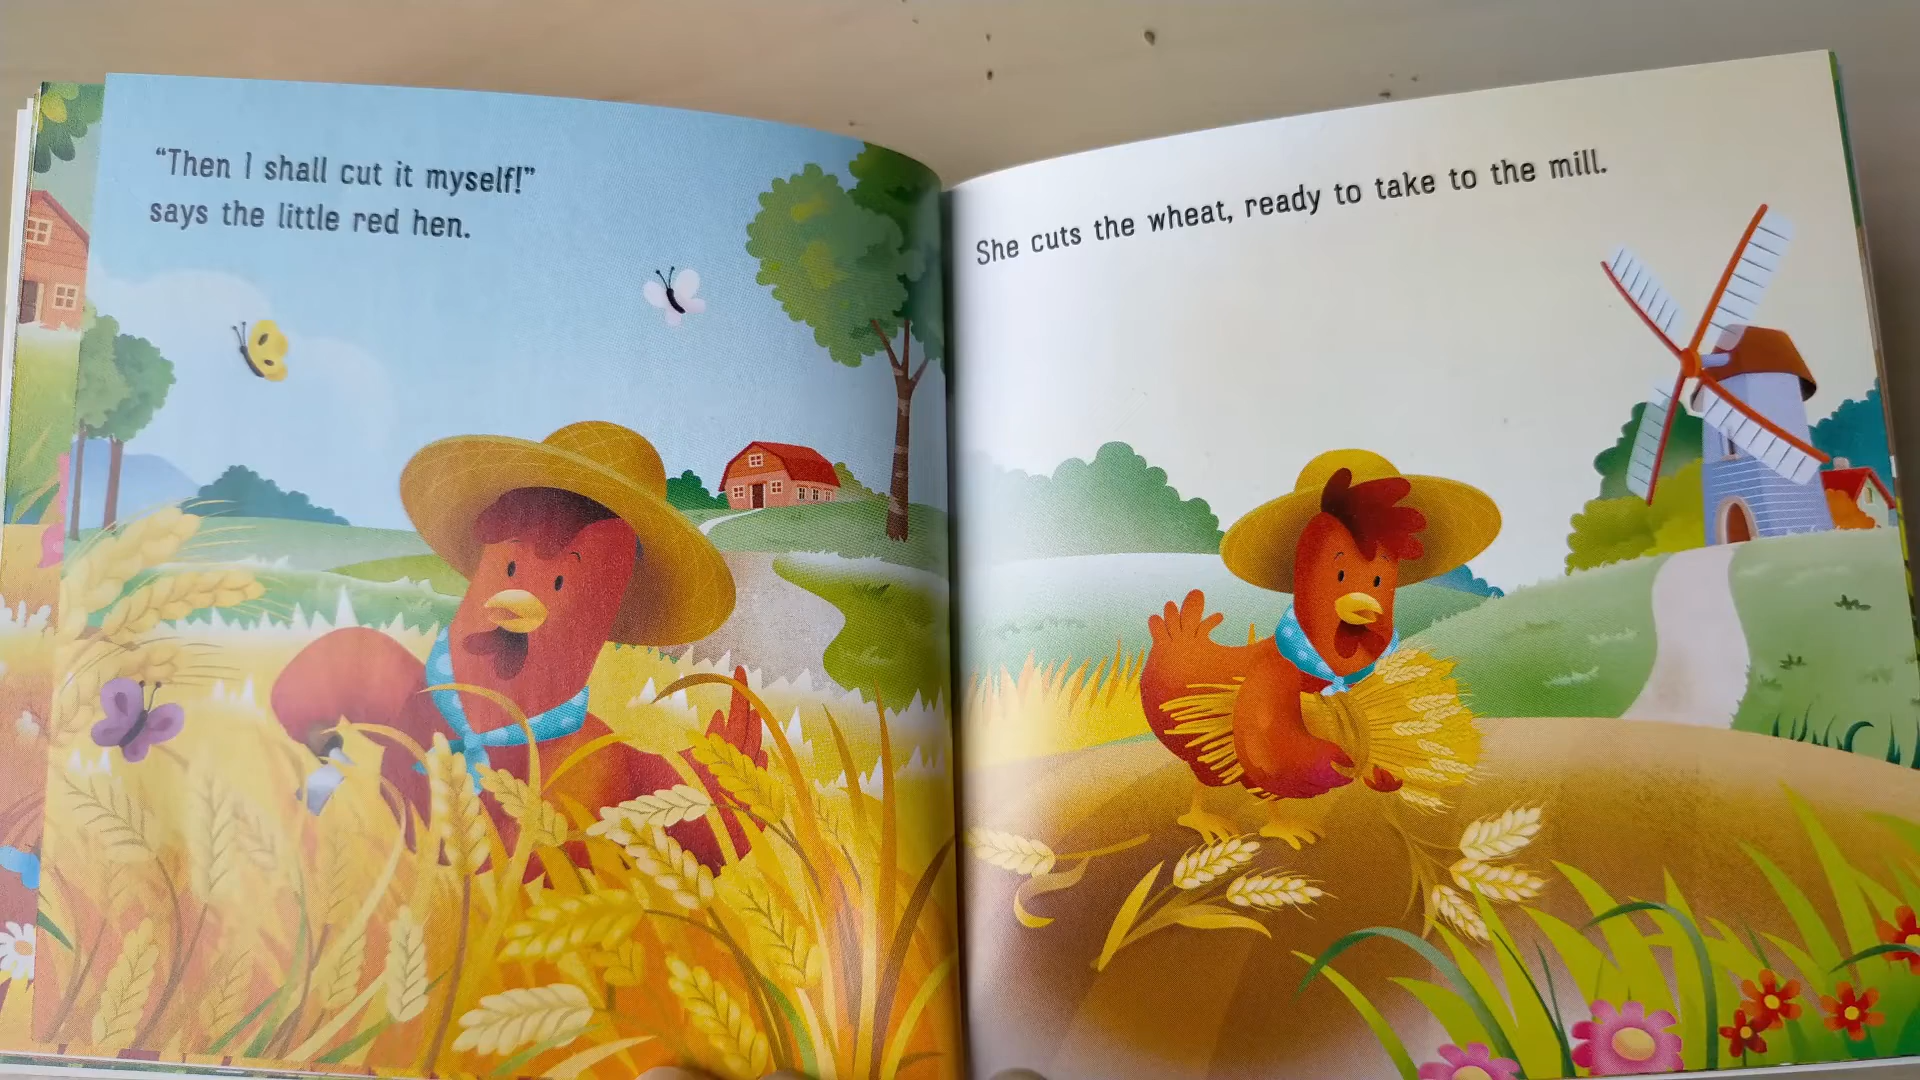 “Then I shall cut it myself!”
says the little red hen.
She cuts the wheat, ready to take to the mill.